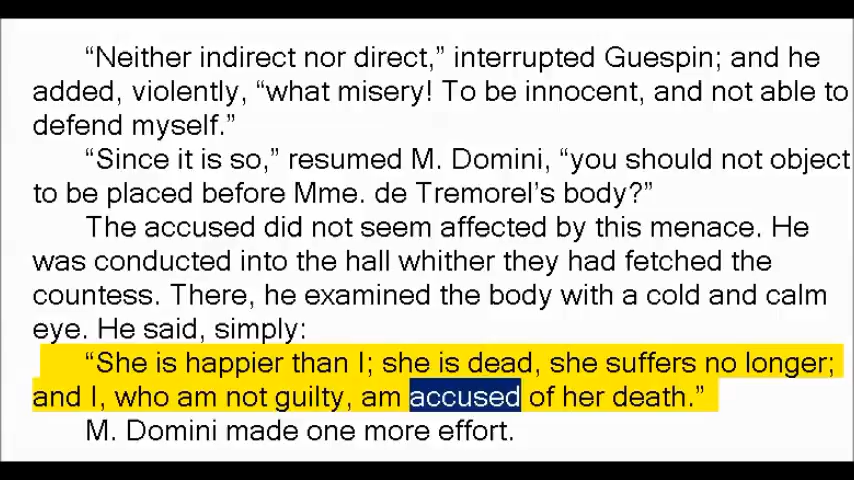 “Neither indirect nor direct,” interrupted Guespin; and he
added, violently, “what misery! To be innocent, and not able to
defend myself.”
“Since it is so,” resumed M. Domini, “you should not object
to be placed before Mme. de Tremorel’s body?”
The accused did not seem affected by this menace. He
was conducted into the hall whither they had fetched the
countess. There, he examined the body with a cold and calm
eye. He said, simply:
“She is happier than I; she is dead, she suffers no longer;
and I, who am not guilty, am accused of her death.”
M. Domini made one more effort.